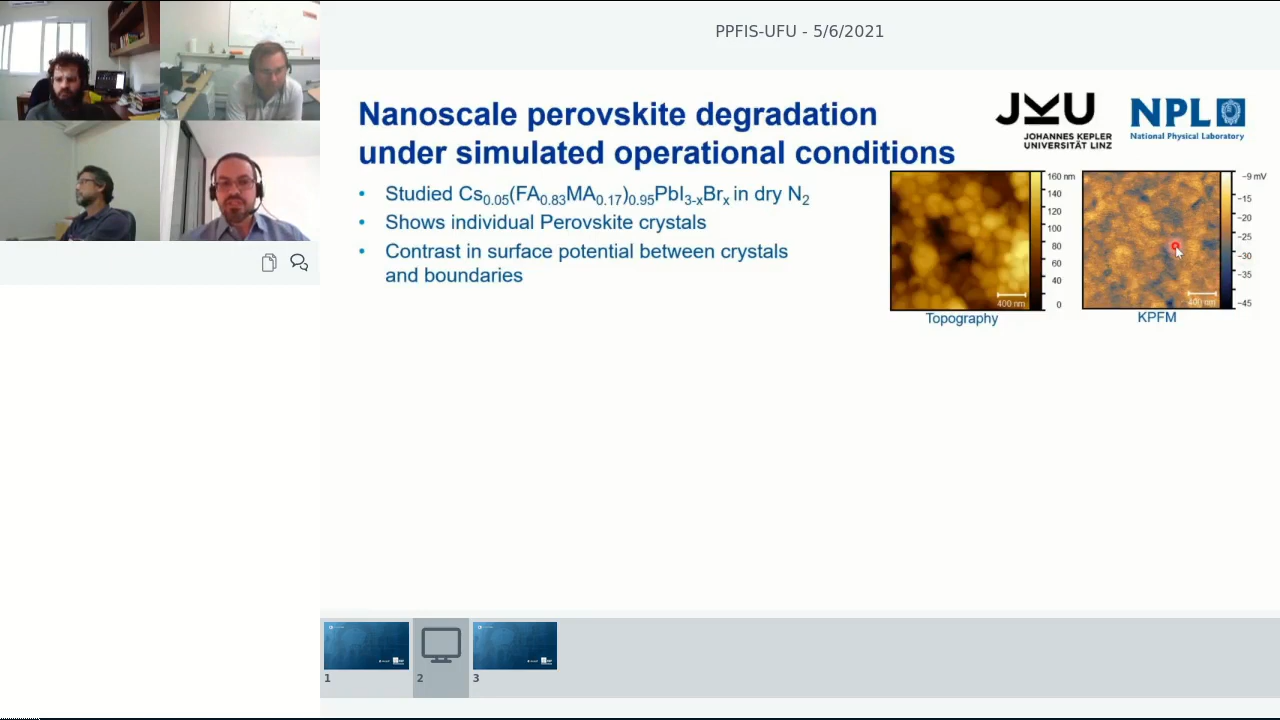 PPFIS-UFU - 5/6/2021
Nanoscale perovskite degradation
under simulated operational conditions
JKU
JOHANNES KEPLER
UNIVERSITÄT LINZ
NPL
National Physical Laboratory
• Studied Cs0.05(FA0.83MA0.17)0.95PbI3-xBrx in dry N2
• Shows individual Perovskite crystals
• Contrast in surface potential between crystals
and boundaries
160 nm
140
120
100
80
60
40
0
400 nm
Topography
−9 mV
−15
−20
−25
−30
−35
−45
400 nm
KPFM
1
2
3